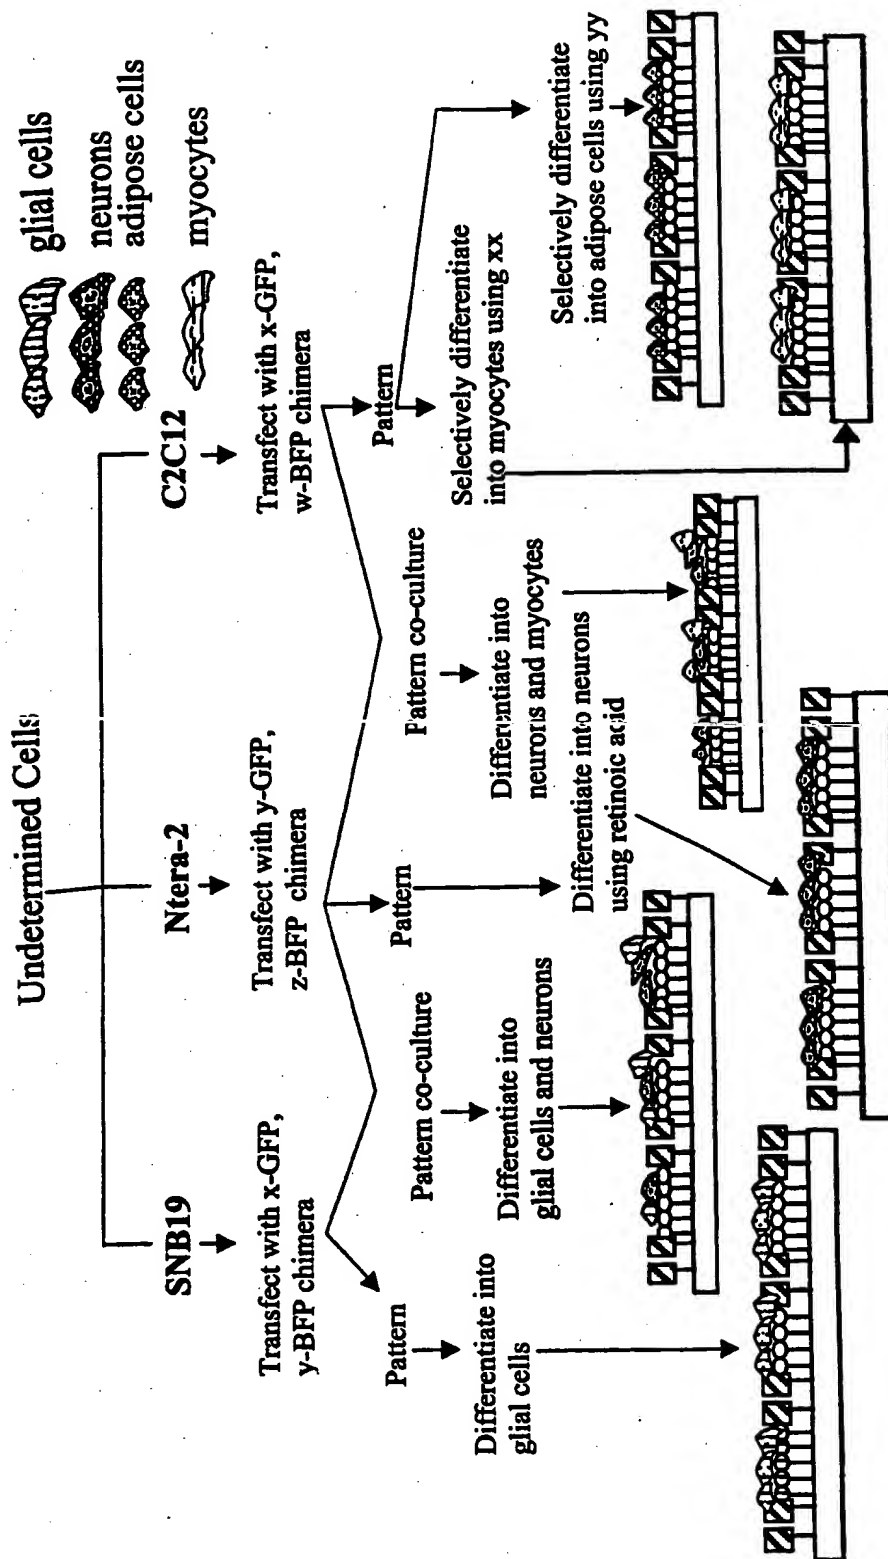 Undetermined Cells
SNB19
Ntera-2
C2C12
glial cells
neurons
adipose cells
myocytes
Transfect with x-GFP,
y-BFP chimera
Transfect with y-GFP,
z-BFP chimera
Transfect with x-GFP,
w-BFP chimera
Pattern
Pattern co-culture
Pattern
Pattern co-culture
Pattern
Differentiate into
glial cells
Differentiate into
glial cells and neurons
Differentiate into neurons
using retinoic acid
Differentiate into
neurons and myocytes
Selectively differentiate
into myocytes using xx
Selectively differentiate
into adipose cells using yy